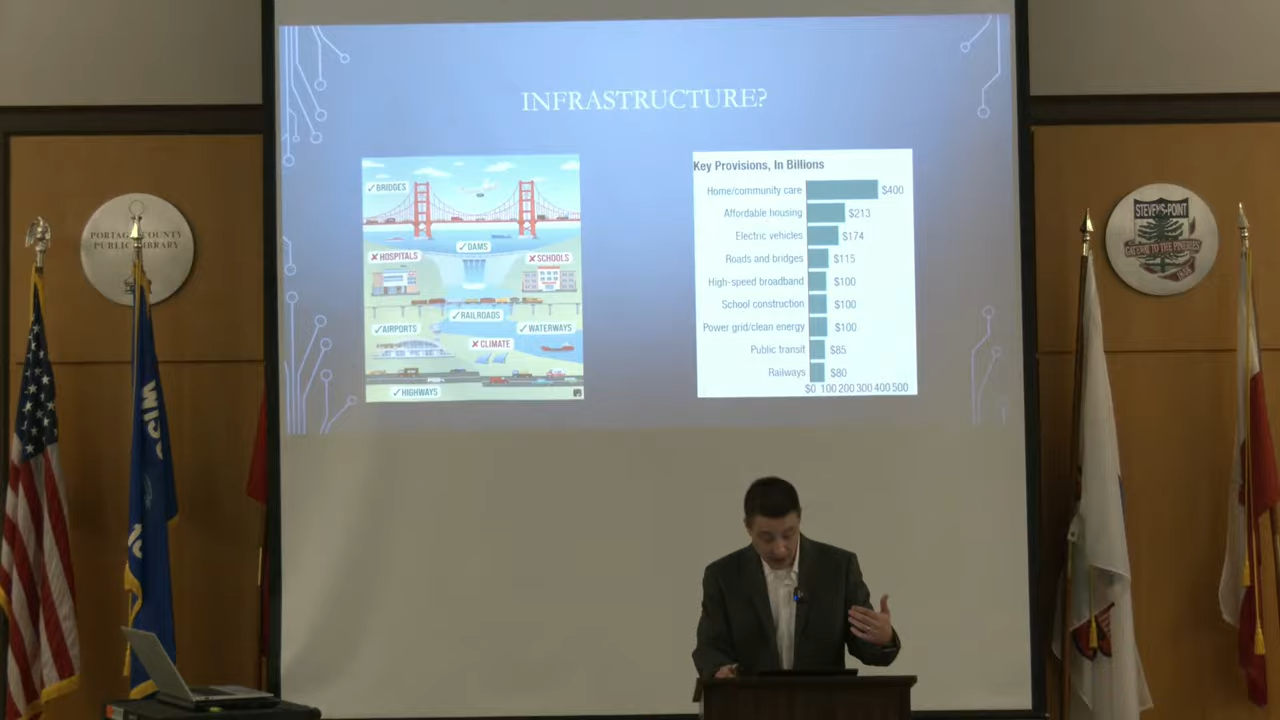 INFRASTRUCTURE?
✓BRIDGES
✓DAMS
✗HOSPITALS
✗SCHOOLS
✓RAILROADS
✓AIRPORTS
✓WATERWAYS
✗CLIMATE
✓HIGHWAYS
Key Provisions, In Billions
Home/community care $400
Affordable housing $213
Electric vehicles $174
Roads and bridges $115
High-speed broadband $100
School construction $100
Power grid/clean energy $100
Public transit $85
Railways $80
$0 100 200 300 400 500
PORTAGE COUNTY
PUBLIC LIBRARY
STEVENS POINT
GATEWAY TO THE PINERIES
WISC